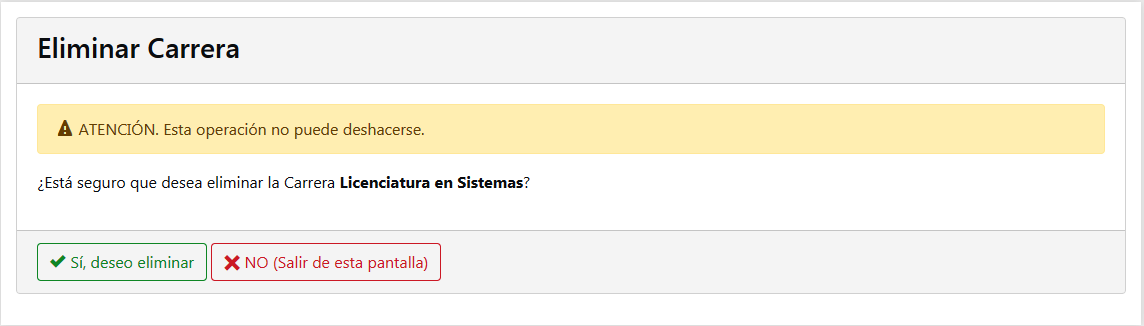 Eliminar Carrera
ATENCIÓN. Esta operación no puede deshacerse.
¿Está seguro que desea eliminar la Carrera Licenciatura en Sistemas?
Sí, deseo eliminar NO (Salir de esta pantalla)